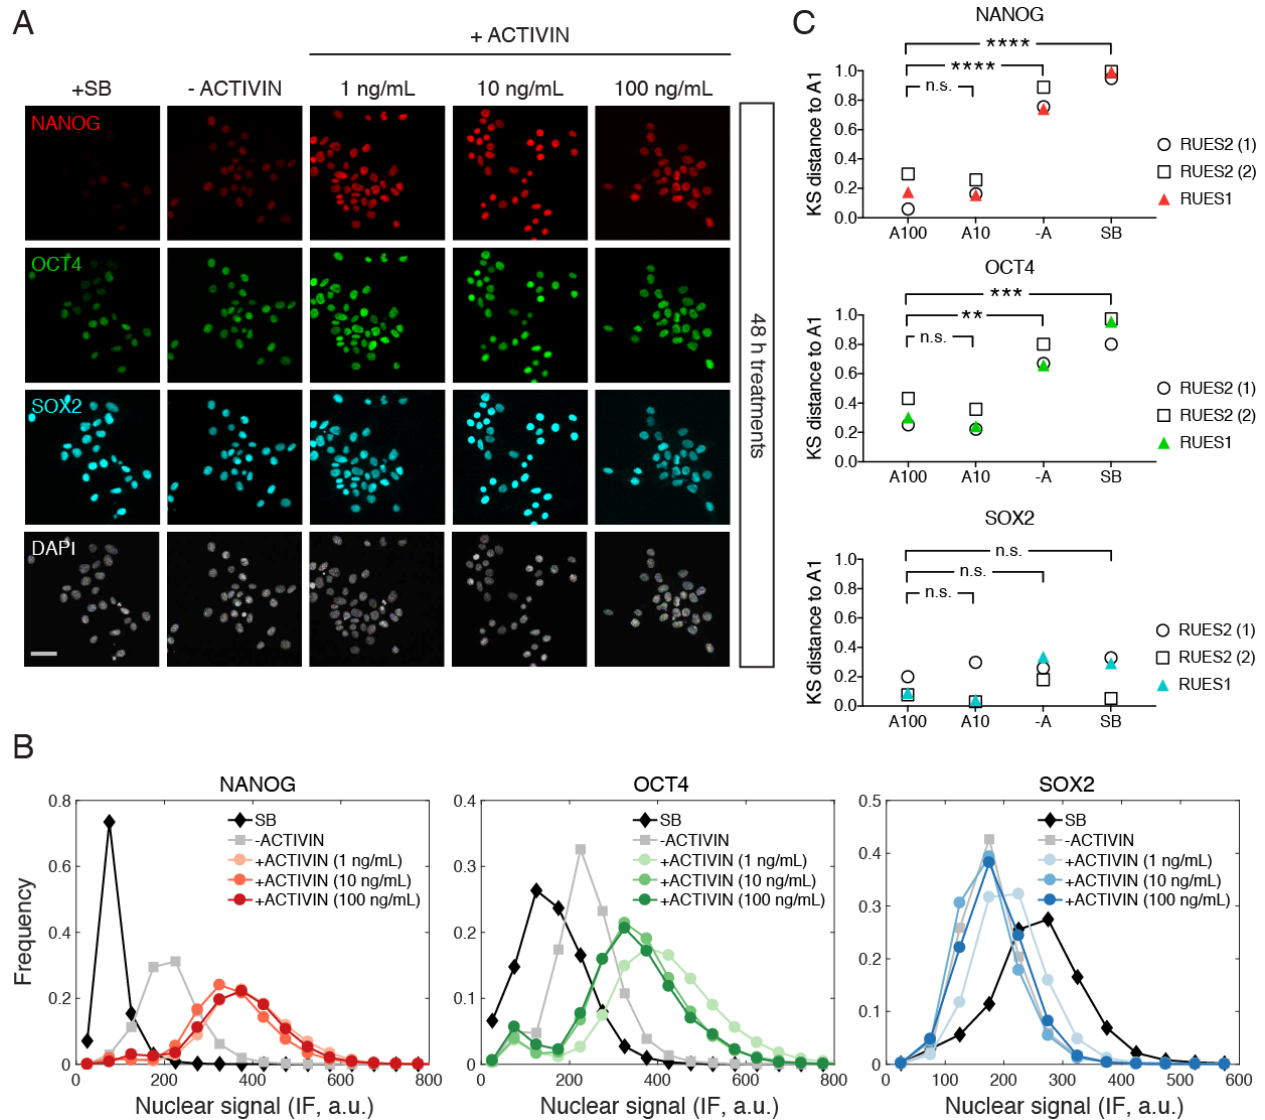 A
+ ACTIVIN
+SB
- ACTIVIN
1 ng/mL
10 ng/mL
100 ng/mL
NANOG
OCT4
SOX2
DAPI
48 h treatments
C
NANOG
****
****
n.s.
KS distance to A1
1.0
0.8
0.6
0.4
0.2
0.0
A100
A10
-A
SB
RUES2 (1)
RUES2 (2)
RUES1
OCT4
***
**
n.s.
KS distance to A1
1.0
0.8
0.6
0.4
0.2
0.0
A100
A10
-A
SB
RUES2 (1)
RUES2 (2)
RUES1
SOX2
n.s.
n.s.
n.s.
KS distance to A1
1.0
0.8
0.6
0.4
0.2
0.0
A100
A10
-A
SB
RUES2 (1)
RUES2 (2)
RUES1
B
NANOG
Frequency
0.8
0.6
0.4
0.2
0
SB
-ACTIVIN
+ACTIVIN (1 ng/mL)
+ACTIVIN (10 ng/mL)
+ACTIVIN (100 ng/mL)
0
200
400
600
800
Nuclear signal (IF, a.u.)
OCT4
0.4
0.3
0.2
0.1
0
SB
-ACTIVIN
+ACTIVIN (1 ng/mL)
+ACTIVIN (10 ng/mL)
+ACTIVIN (100 ng/mL)
0
200
400
600
800
Nuclear signal (IF, a.u.)
SOX2
0.5
0.4
0.3
0.2
0.1
0
SB
-ACTIVIN
+ACTIVIN (1 ng/mL)
+ACTIVIN (10 ng/mL)
+ACTIVIN (100 ng/mL)
0
100
200
300
400
500
600
Nuclear signal (IF, a.u.)